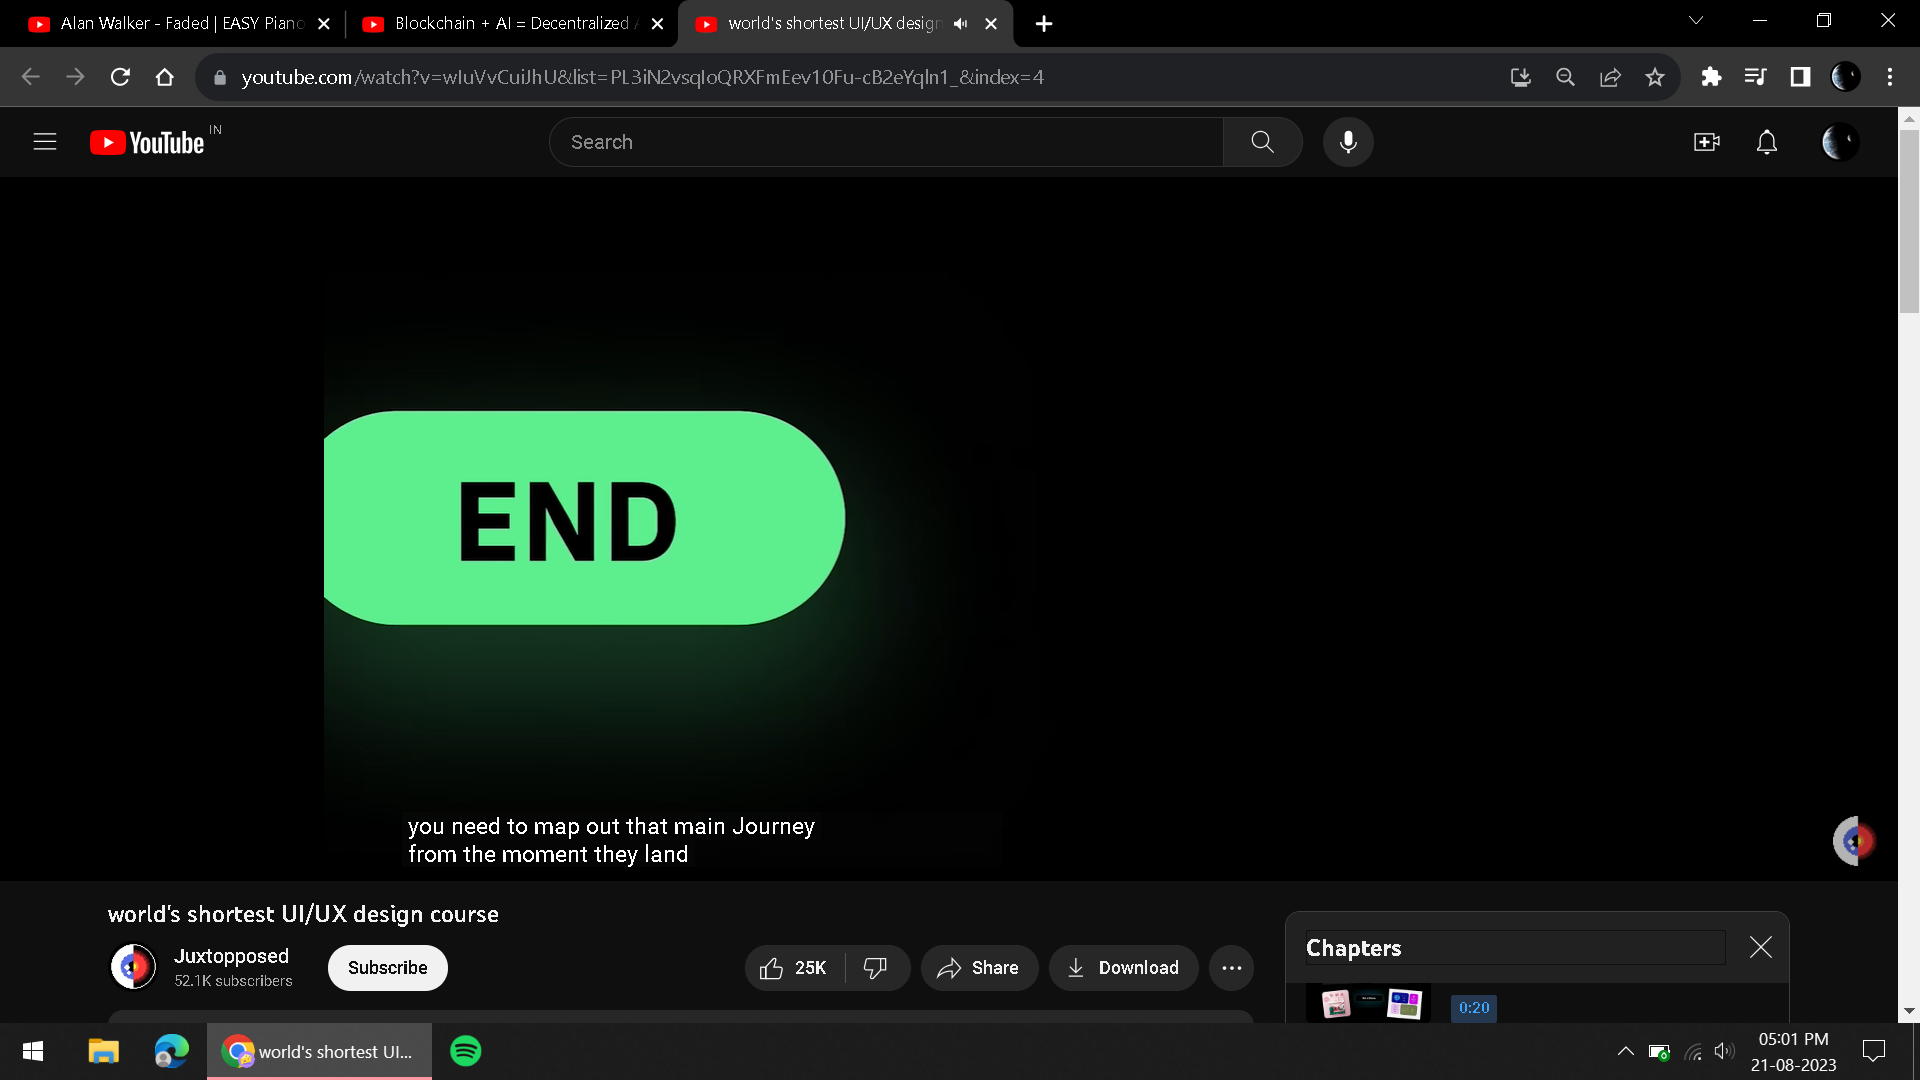 Alan Walker - Faded | EASY Piano
Blockchain + AI = Decentralized
world's shortest UI/UX design
youtube.com/watch?v=wIuVvCuiJhU&list=PL3iN2vsqIoQRXFmEev10Fu-cB2eYqln1_&index=4
YouTube IN
Search
END
you need to map out that main Journey
from the moment they land
world's shortest UI/UX design course
Juxtopposed
52.1K subscribers
Subscribe
25K
Share
Download
Chapters
0:20
world's shortest UI...
05:01 PM
21-08-2023